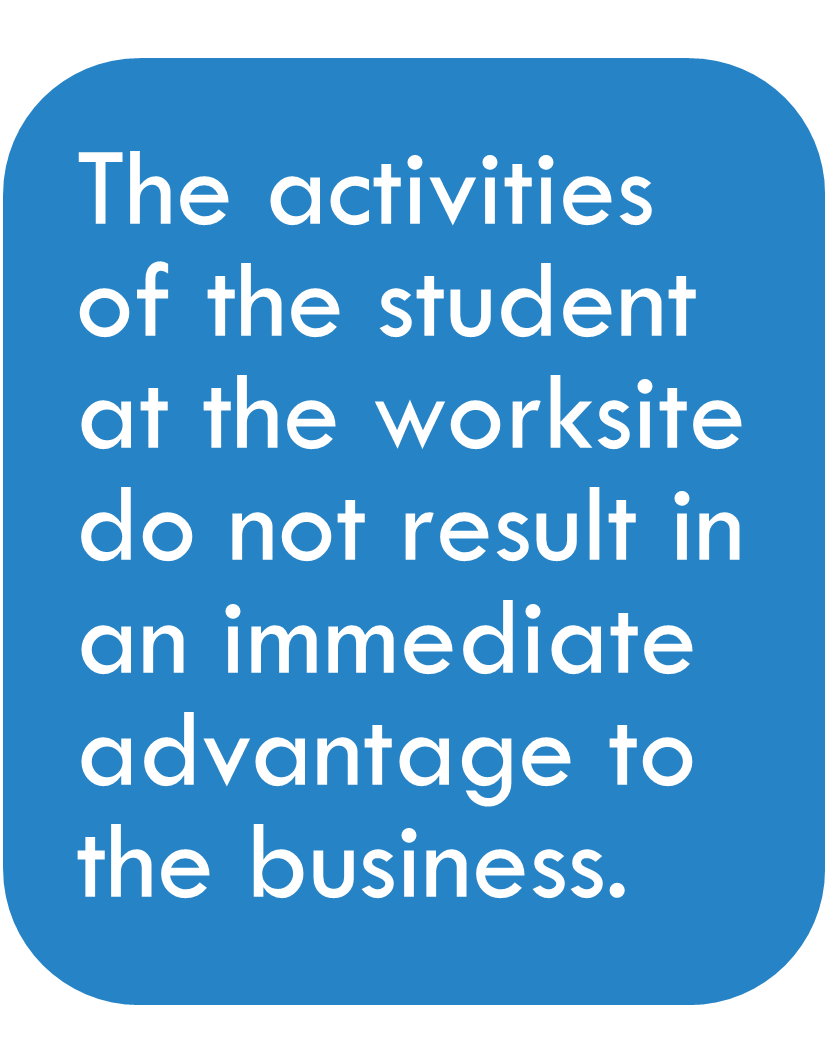 The activities
of the student
at the worksite
do not result in
an immediate
advantage to
the business.